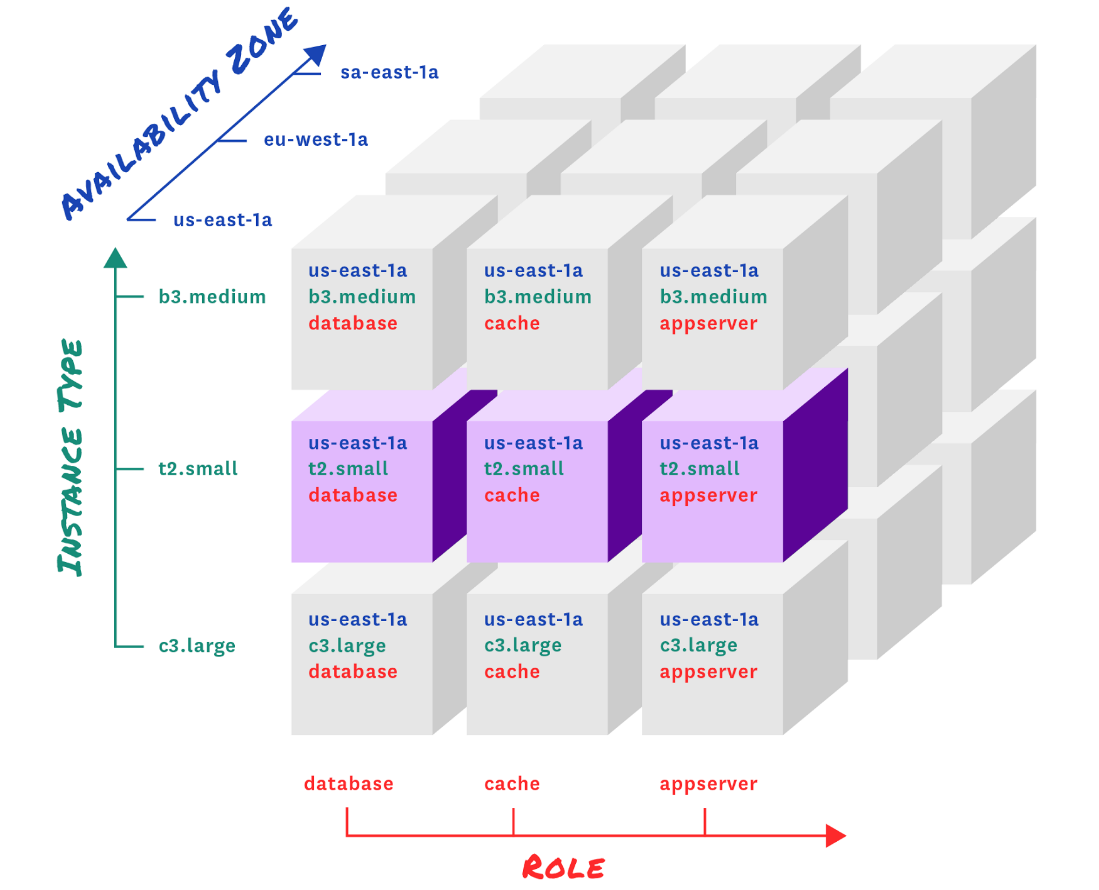 Availability Zone
sa-east-1a
eu-west-1a
us-east-1a
Instance Type
b3.medium
t2.small
c3.large
us-east-1a
b3.medium
database
us-east-1a
b3.medium
cache
us-east-1a
b3.medium
appserver
us-east-1a
t2.small
database
us-east-1a
t2.small
cache
us-east-1a
t2.small
appserver
us-east-1a
c3.large
database
us-east-1a
c3.large
cache
us-east-1a
c3.large
appserver
database
cache
appserver
Role